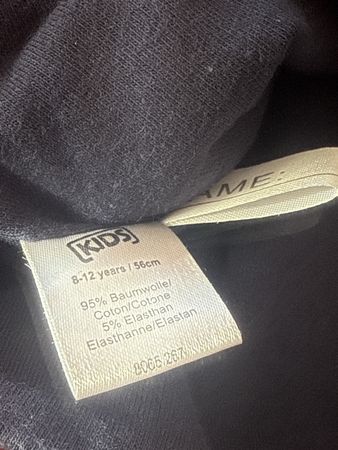 AME:
[KIDS]
8-12 years / 56cm
95% Baumwolle/
Coton/Cotone
5% Elasthan
Elasthanne/Elastan
8065 267